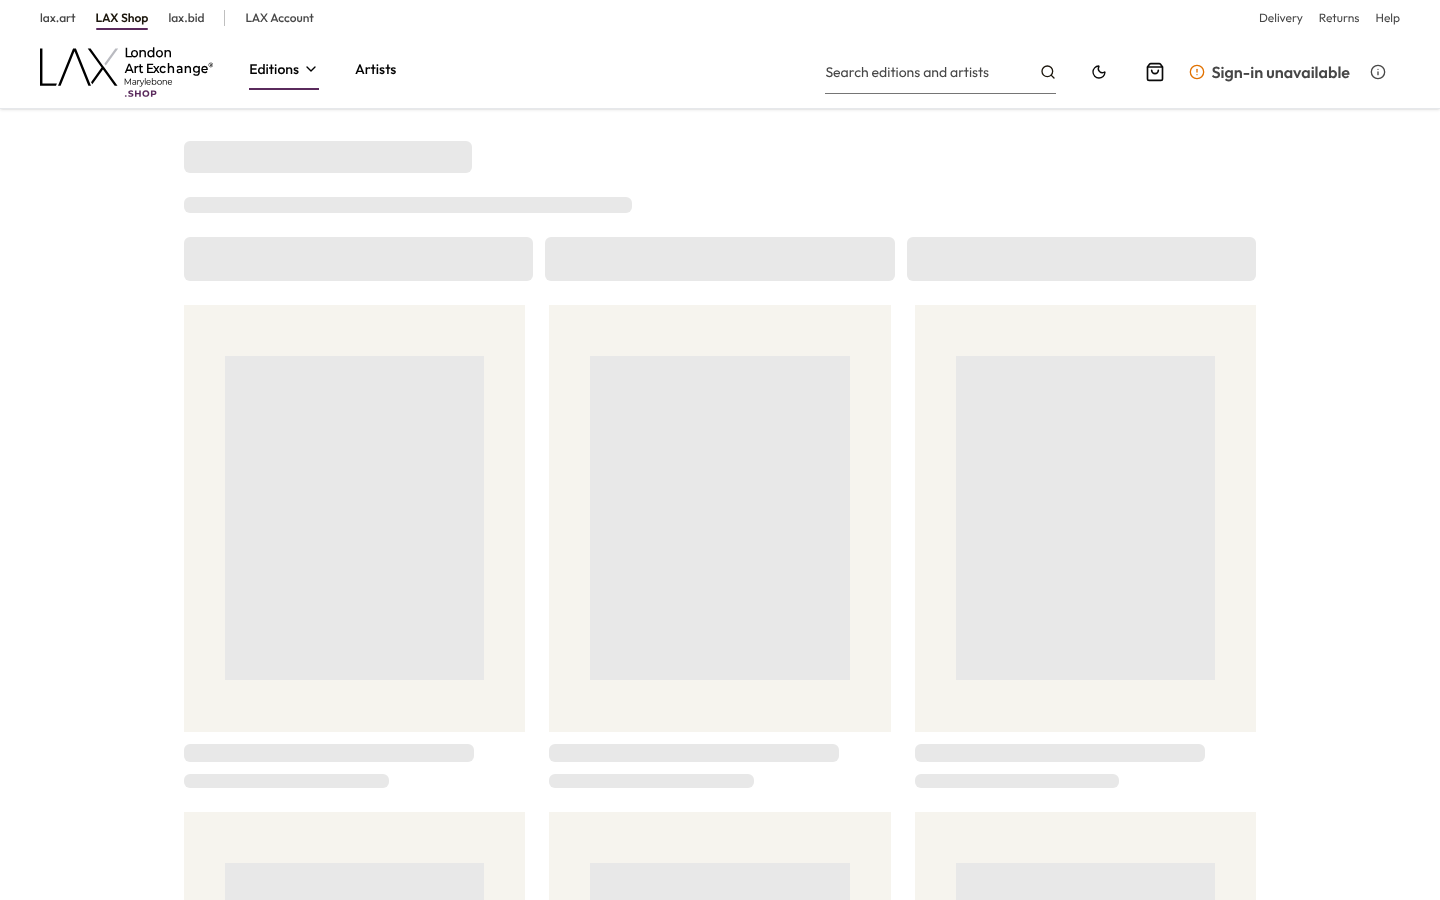 lax.art LAX Shop lax.bid LAX Account Delivery Returns Help
LAX London
Art Exchange®
Marylebone
.SHOP
Editions Artists Search editions and artists Sign-in unavailable